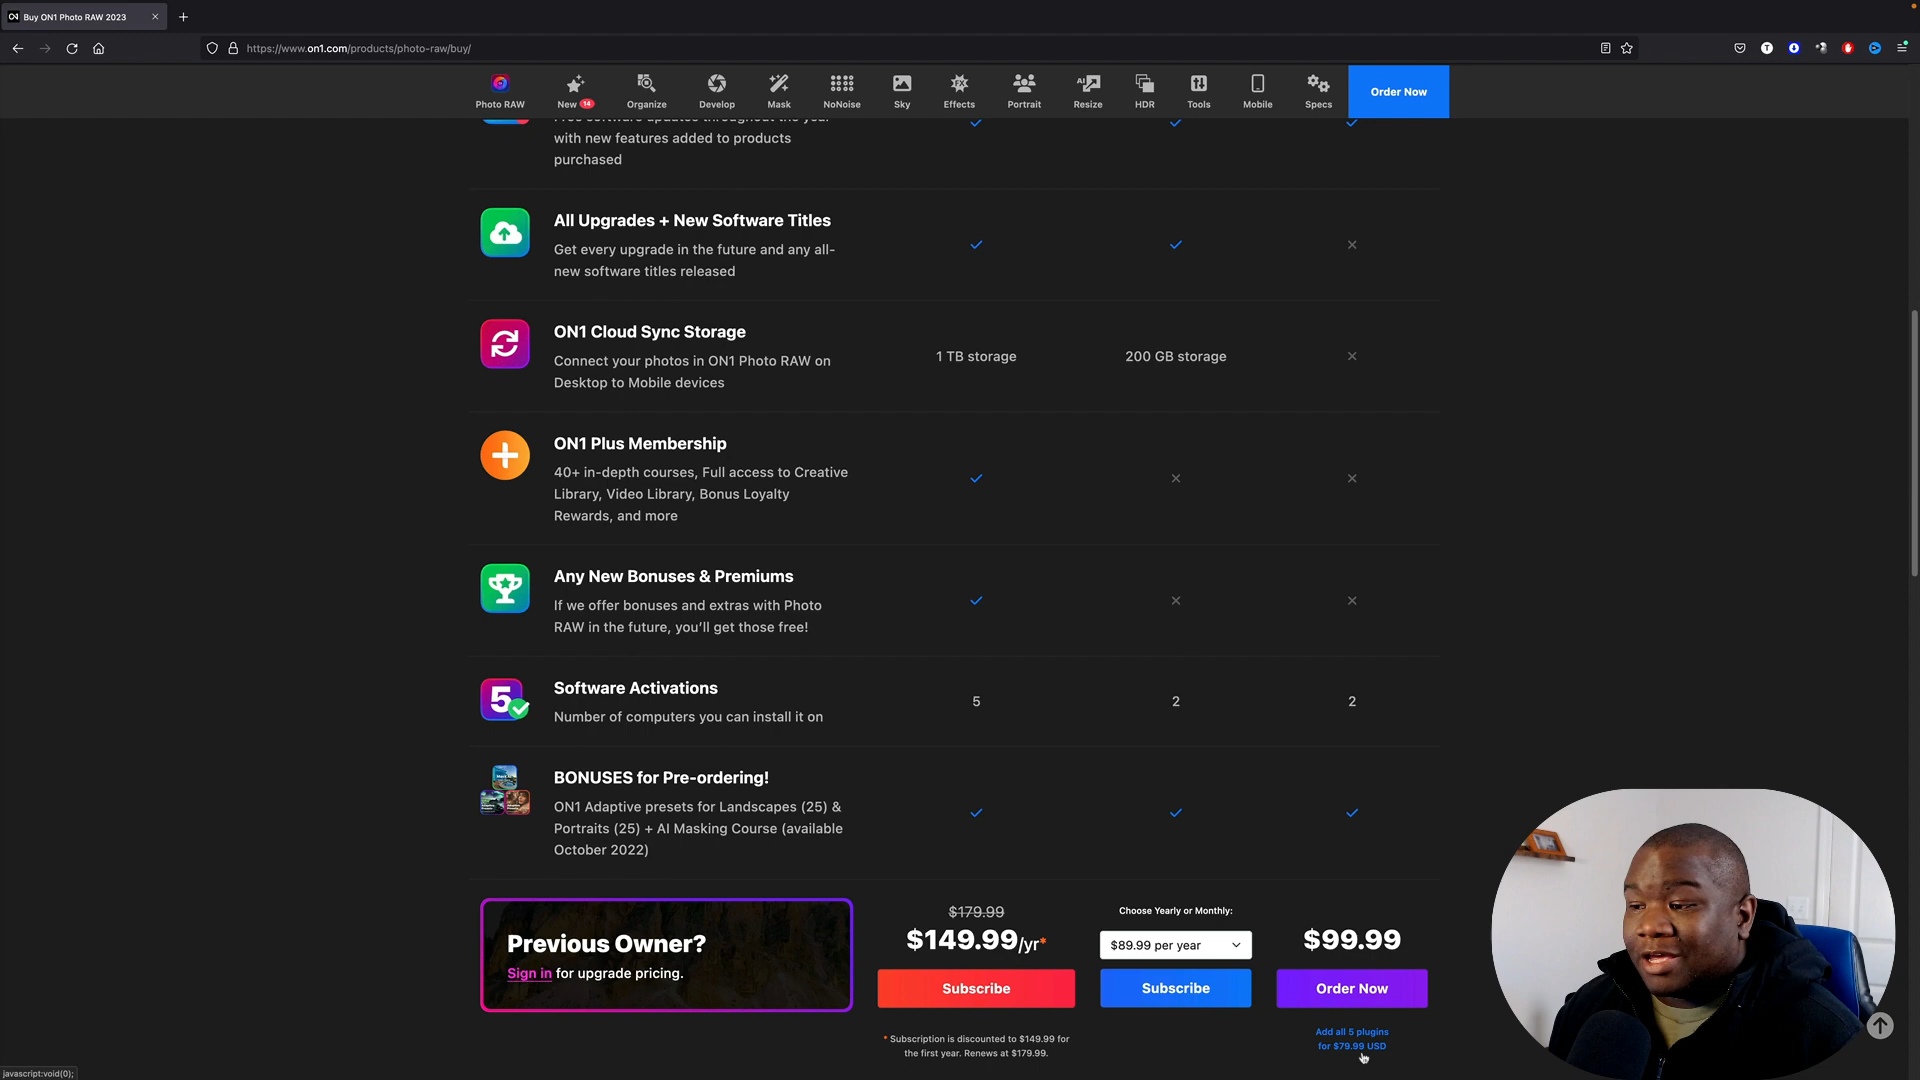 Buy ON1 Photo RAW 2023
https://www.on1.com/products/photo-raw/buy/
Photo RAW
New 14
Organize
Develop
Mask
NoNoise
Sky
Effects
Portrait
Resize
HDR
Tools
Mobile
Specs
Order Now
Free software updates throughout the year
with new features added to products
purchased
All Upgrades + New Software Titles
Get every upgrade in the future and any all-
new software titles released
ON1 Cloud Sync Storage
Connect your photos in ON1 Photo RAW on
Desktop to Mobile devices
1 TB storage
200 GB storage
ON1 Plus Membership
40+ in-depth courses, Full access to Creative
Library, Video Library, Bonus Loyalty
Rewards, and more
Any New Bonuses & Premiums
If we offer bonuses and extras with Photo
RAW in the future, you’ll get those free!
5
Software Activations
Number of computers you can install it on
5
2
2
BONUSES for Pre-ordering!
ON1 Adaptive presets for Landscapes (25) &
Portraits (25) + AI Masking Course (available
October 2022)
Previous Owner?
Sign in for upgrade pricing.
$179.99
$149.99/yr*
Subscribe
* Subscription is discounted to $149.99 for
the first year. Renews at $179.99.
Choose Yearly or Monthly:
$89.99 per year
Subscribe
$99.99
Order Now
Add all 5 plugins
for $79.99 USD
javascript:void(0);